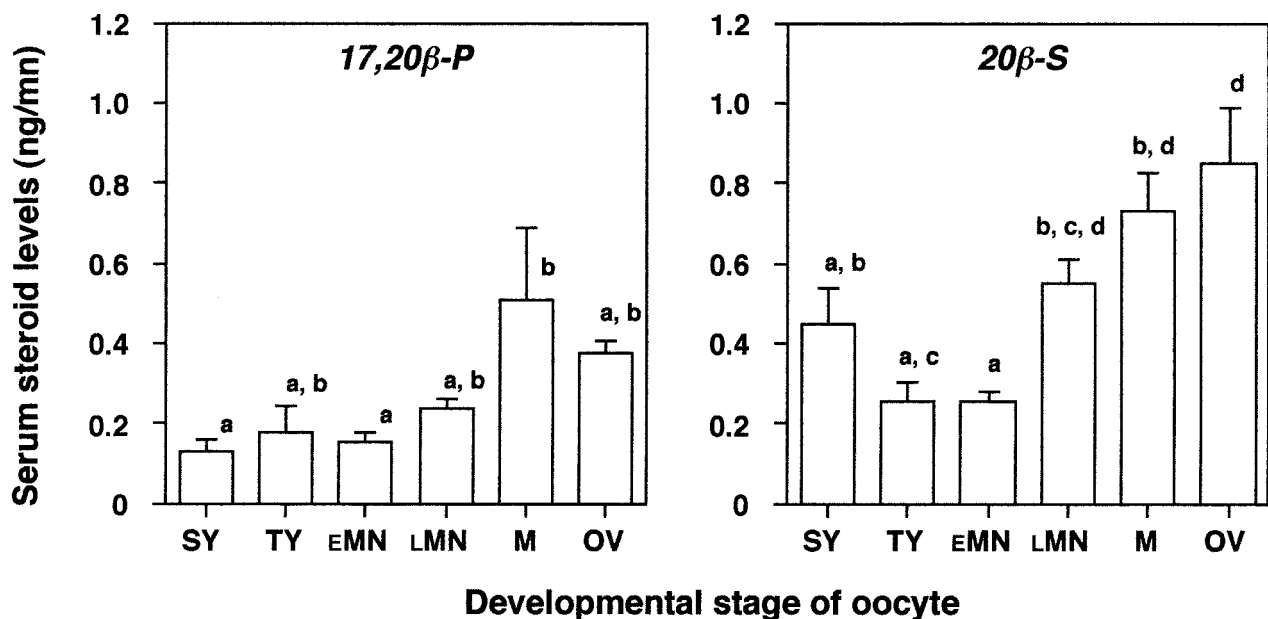 Serum steroid levels (ng/mn)
1.2
1.0
0.8
0.6
0.4
0.2
0
17,20β-P
a
a, b
a
a, b
b
a, b
SY TY EMN LMN M OV
1.2
1.0
0.8
0.6
0.4
0.2
0
20β-S
a, b
a, c
a
b, c, d
b, d
d
SY TY EMN LMN M OV
Developmental stage of oocyte